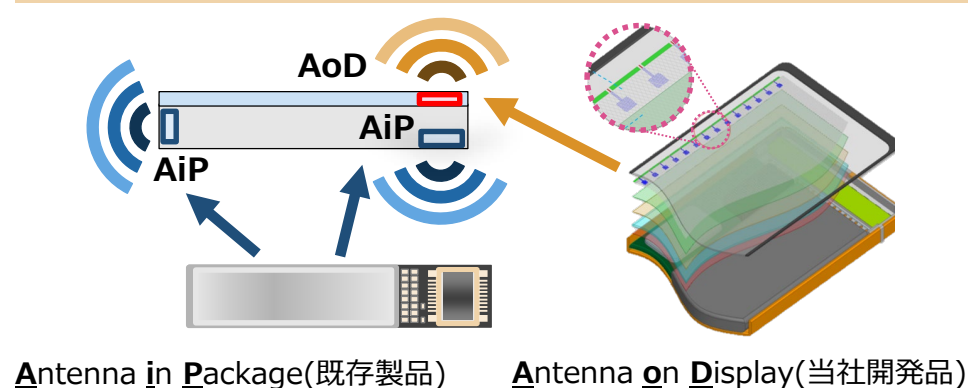 AoD
AiP
AiP
Antenna in Package(既存製品)
Antenna on Display(当社開発品)